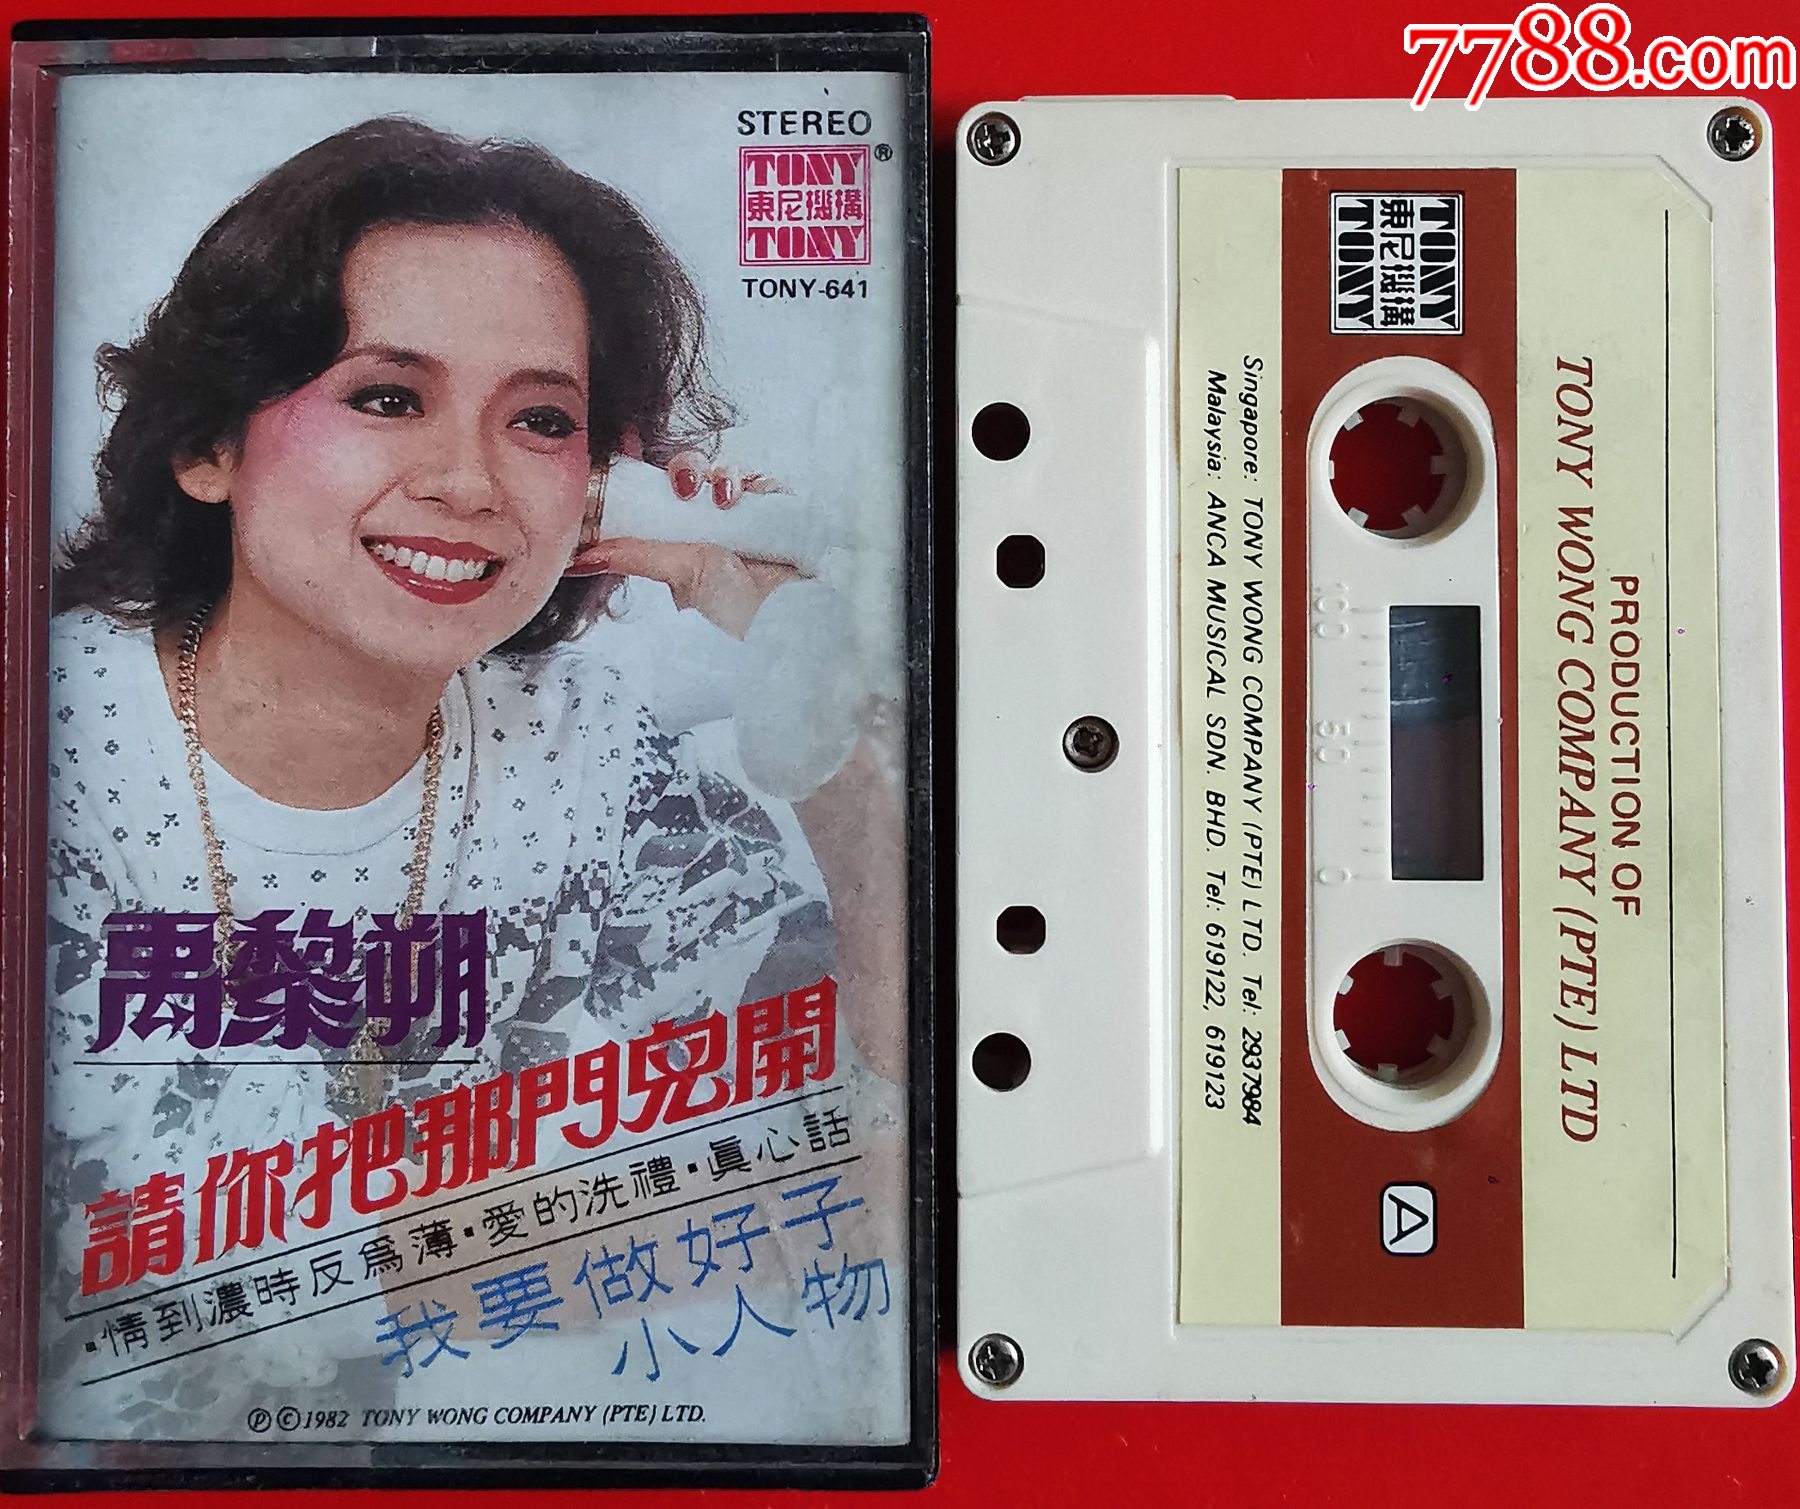 7788.com
STEREO
TONY
東尼機構
TONY
®
TONY-641
萬黎朔
請你把那門兒開
·情到濃時反爲薄·愛的洗禮·眞心話
我要做好子
小人物
Ⓟ©1982 TONY WONG COMPANY (PTE) LTD.
PRODUCTION OF
TONY WONG COMPANY (PTE) LTD
TONY
東尼機構
TONY
100
50
0
A
Singapore: TONY WONG COMPANY (PTE) LTD. Tel: 2937984
Malaysia: ANCA MUSICAL SDN. BHD. Tel: 619122, 619123